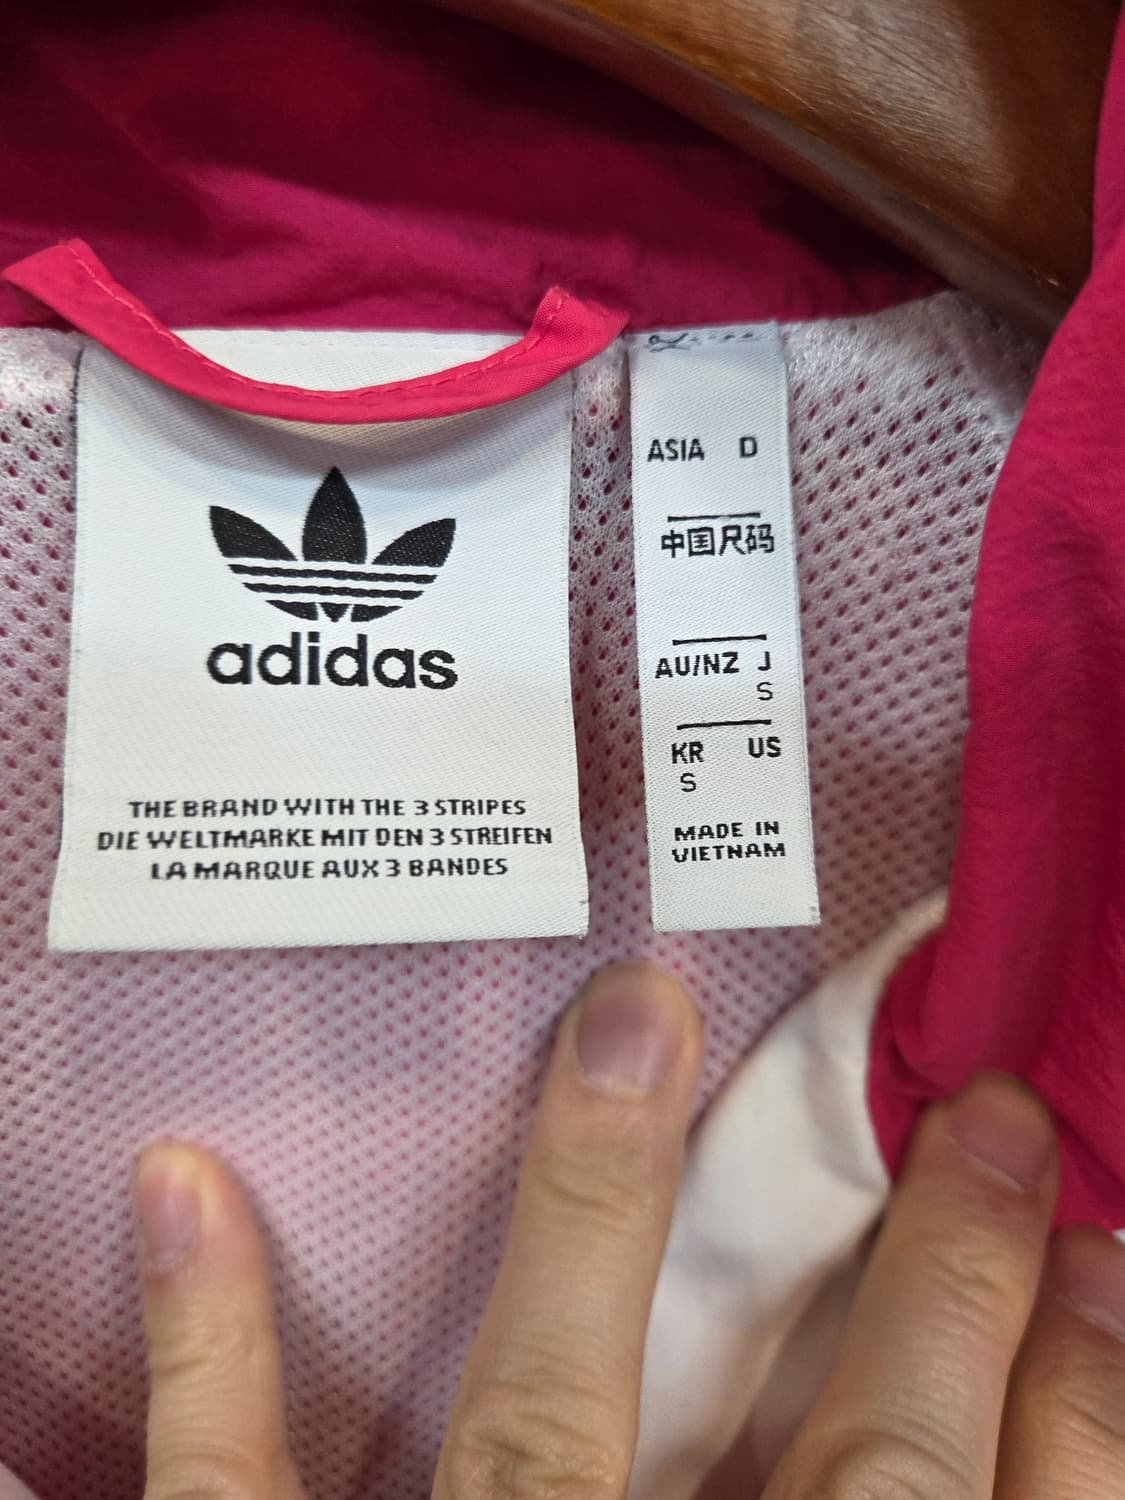 adidas
THE BRAND WITH THE 3 STRIPES
DIE WELTMARKE MIT DEN 3 STREIFEN
LA MARQUE AUX 3 BANDES
ASIA D
中国尺码
AU/NZ J
S
KR US
S
MADE IN
VIETNAM